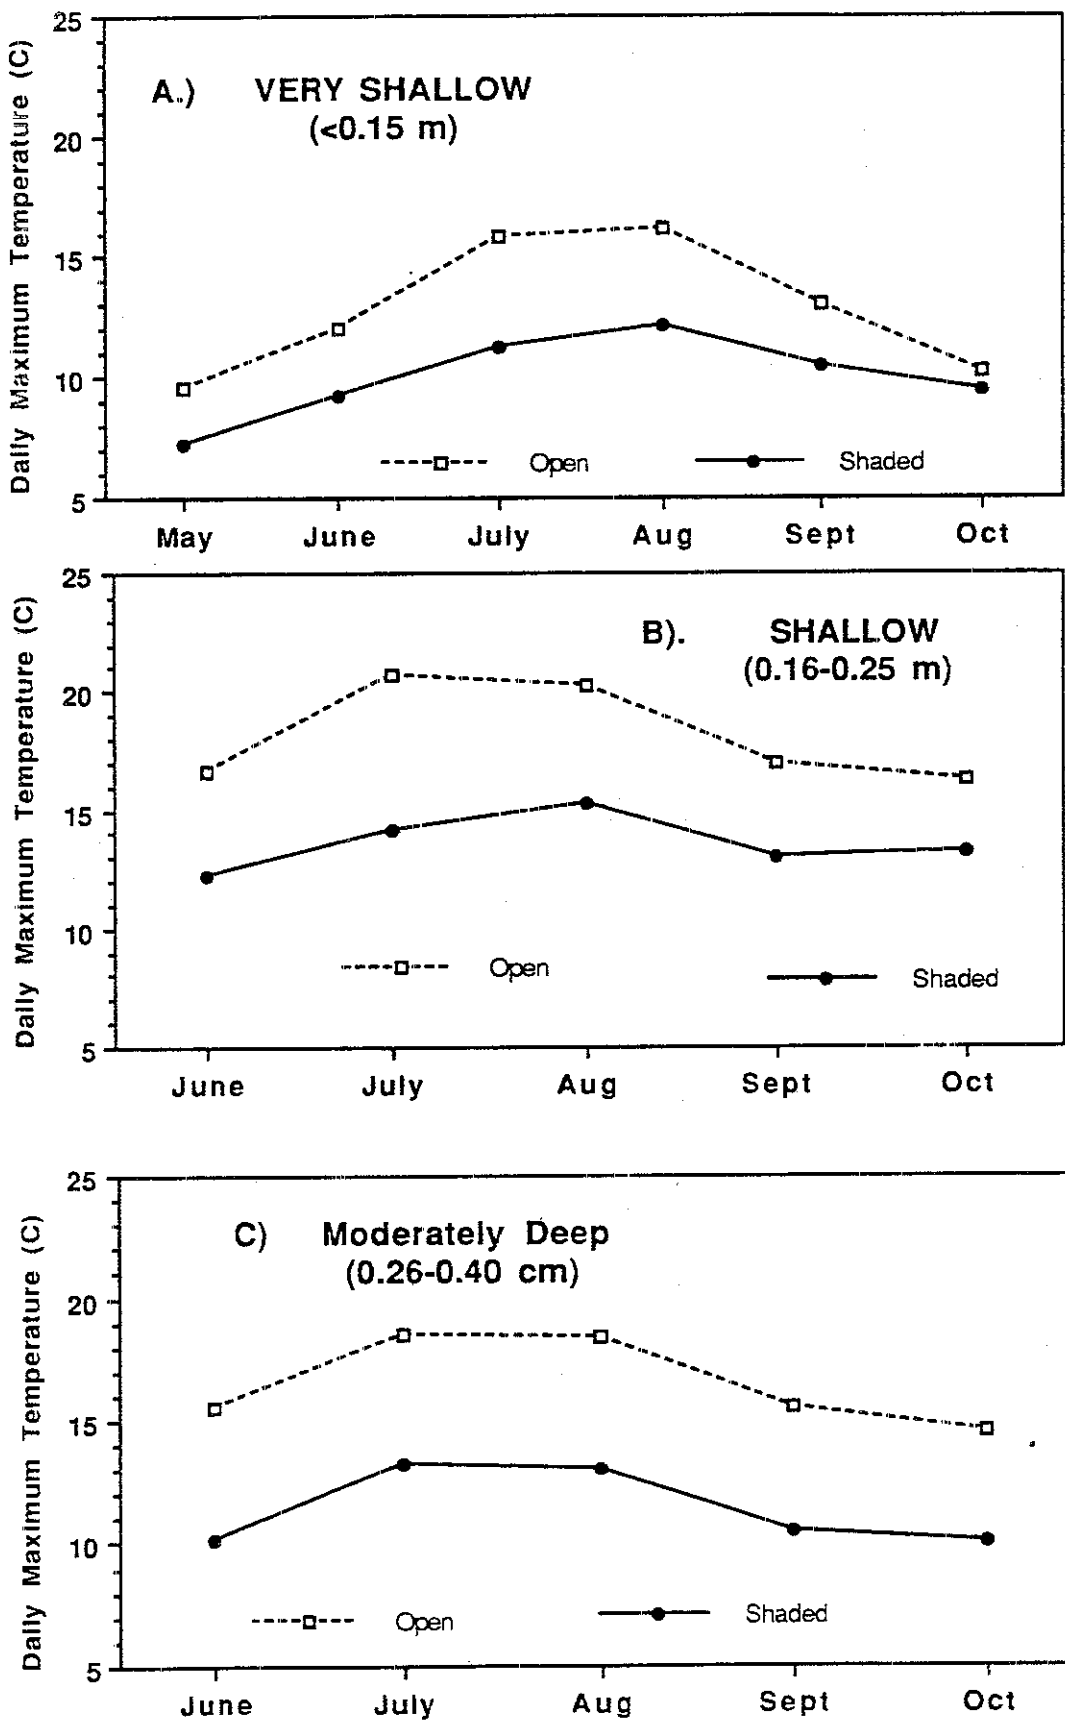 Daily Maximum Temperature (C)
25
20
15
10
5
A.) VERY SHALLOW
(<0.15 m)
Open Shaded
May June July Aug Sept Oct
Daily Maximum Temperature (C)
25
20
15
10
5
B). SHALLOW
(0.16-0.25 m)
Open Shaded
June July Aug Sept Oct
Daily Maximum Temperature (C)
25
20
15
10
5
C) Moderately Deep
(0.26-0.40 cm)
Open Shaded
June July Aug Sept Oct